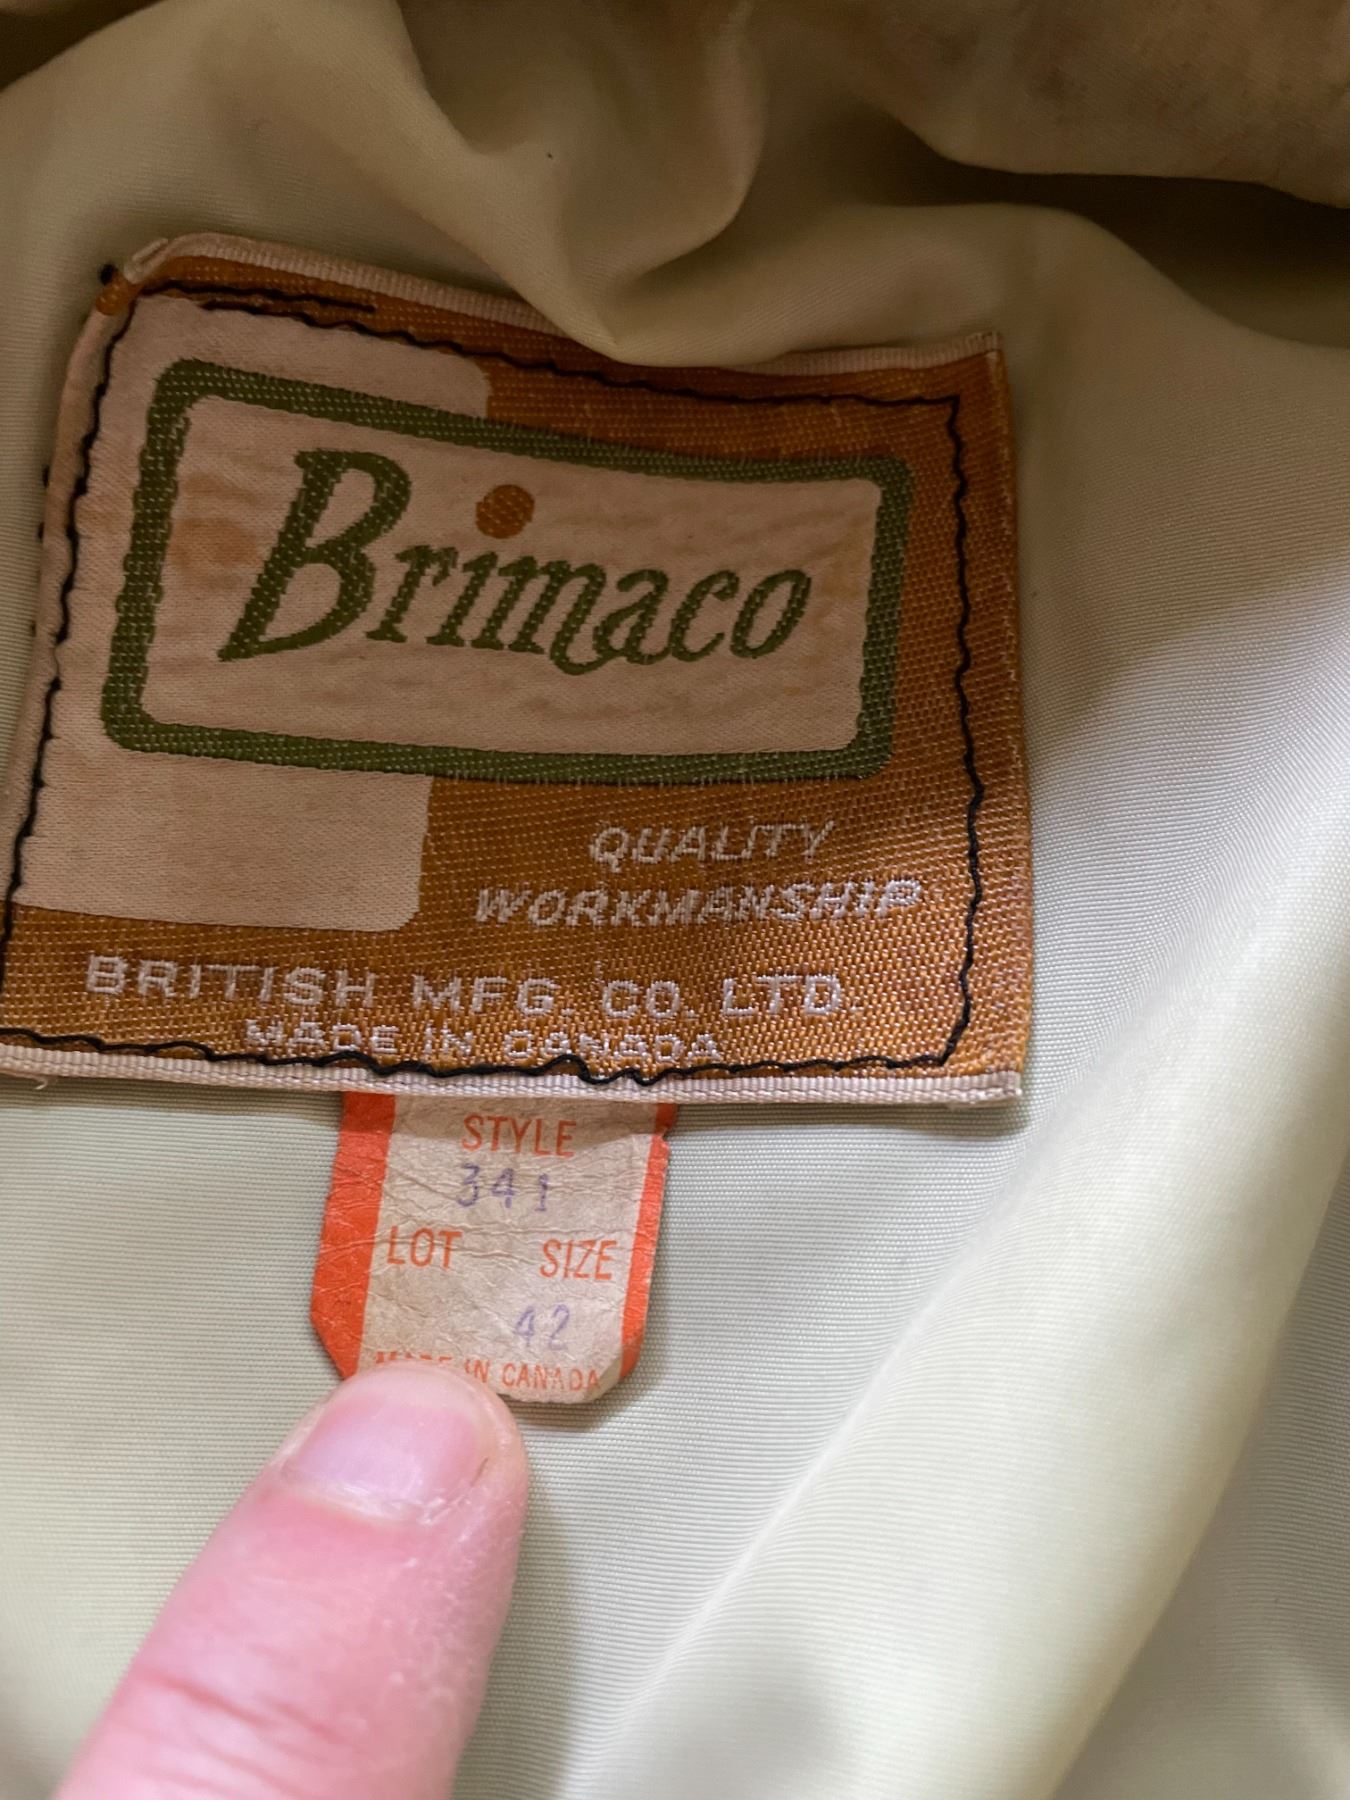 Brimaco
QUALITY
WORKMANSHIP
BRITISH MFG. CO. LTD.
MADE IN CANADA
STYLE
341
LOT SIZE
42
MADE IN CANADA